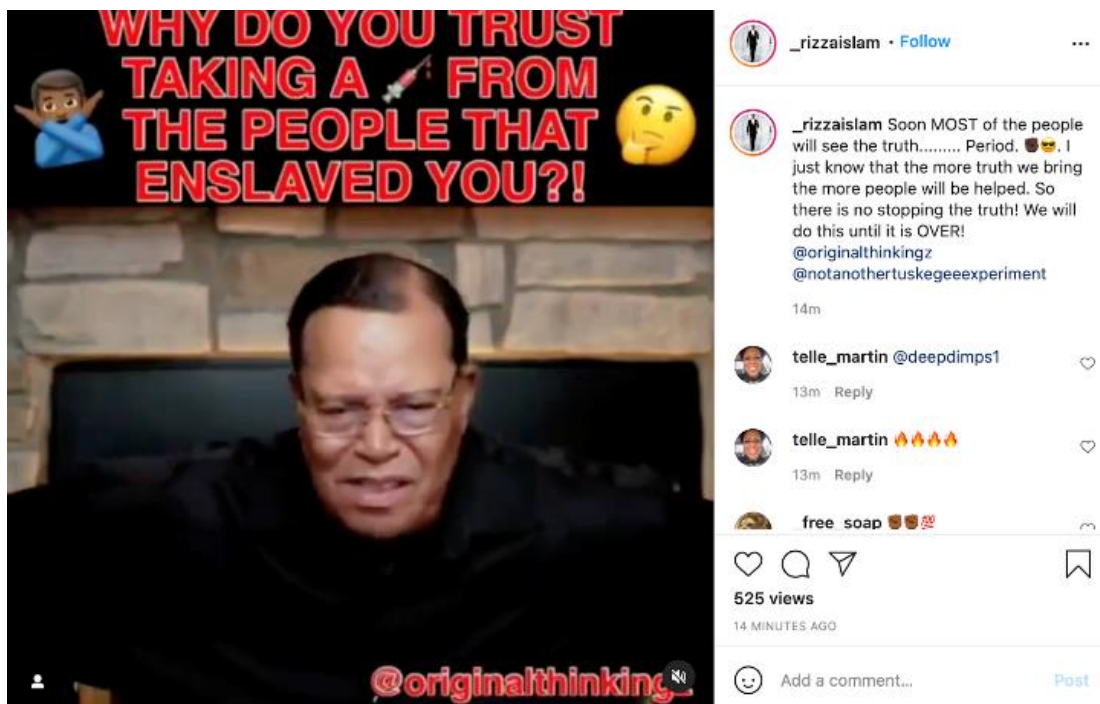 WHY DO YOU TRUST
TAKING A 💉 FROM
THE PEOPLE THAT
ENSLAVED YOU?!
@originalthinking
_rizzaislam • Follow
_rizzaislam Soon MOST of the people
will see the truth......... Period. ✊🏿😎. I
just know that the more truth we bring
the more people will be helped. So
there is no stopping the truth! We will
do this until it is OVER!
@originalthinkingz
@notanothertuskegeeexperiment
14m
telle_martin @deepdimps1
13m Reply
telle_martin 🔥🔥🔥🔥
13m Reply
_free_soap ✊🏿✊🏿💯
525 views
14 MINUTES AGO
Add a comment...
Post